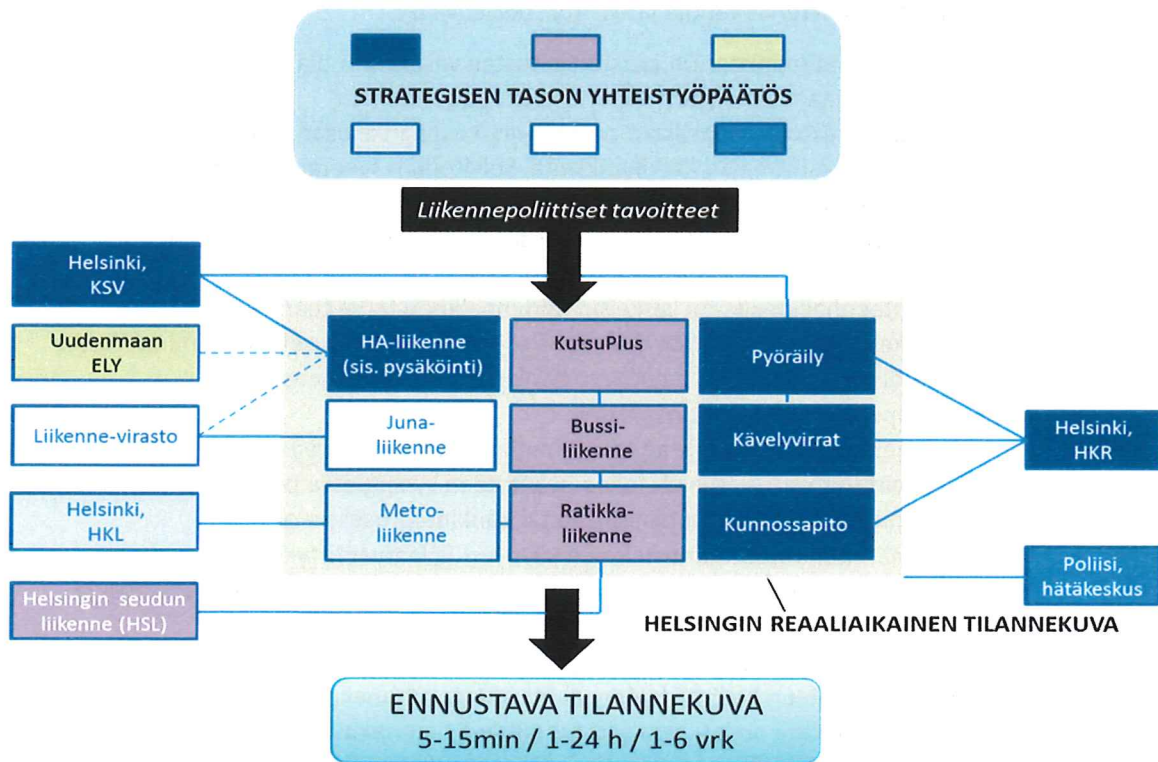 STRATEGISEN TASON YHTEISTYÖPÄÄTÖS
Liikennepoliittiset tavoitteet
Helsinki,
KSV
Uudenmaan
ELY
Liikenne-virasto
Helsinki,
HKL
Helsingin seudun
liikenne (HSL)
HA-liikenne
(sis. pysäköinti)
KutsuPlus
Pyöräily
Juna-
liikenne
Bussi-
liikenne
Kävelyvirrat
Metro-
liikenne
Ratikka-
liikenne
Kunnossapito
Helsinki,
HKR
Poliisi,
hätäkeskus
HELSINGIN REAALIAIKAINEN TILANNEKUVA
ENNUSTAVA TILANNEKUVA
5-15min / 1-24 h / 1-6 vrk